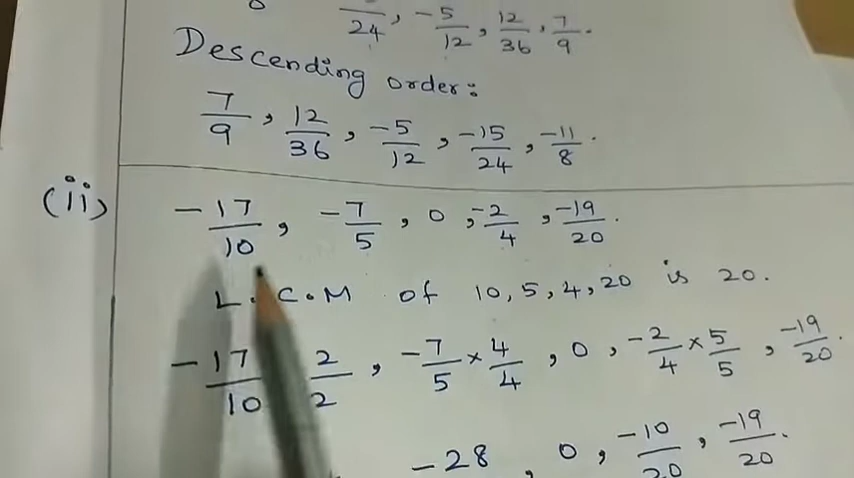 /24, -5/12, 12/36, 7/9.
Descending order:
7/9, 12/36, -5/12, -15/24, -11/8.
(ii) -17/10, -7/5, 0, -2/4, -19/20.
L.C.M of 10, 5, 4, 20 is 20.
-17/10 2/2, -7/5 × 4/4, 0, -2/4 × 5/5, -19/20.
-28, 0, -10/20, -19/20.